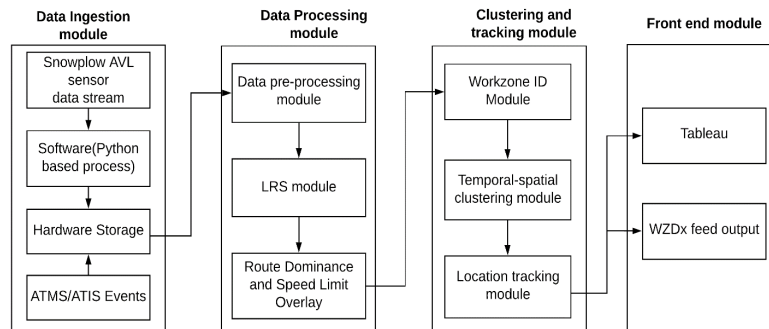 Data Ingestion
module
Snowplow AVL
sensor
data stream
Software(Python
based process)
Hardware Storage
ATMS/ATIS Events
Data Processing
module
Data pre-processing
module
LRS module
Route Dominance
and Speed Limit
Overlay
Clustering and
tracking module
Workzone ID
Module
Temporal-spatial
clustering module
Location tracking
module
Front end module
Tableau
WZDx feed output